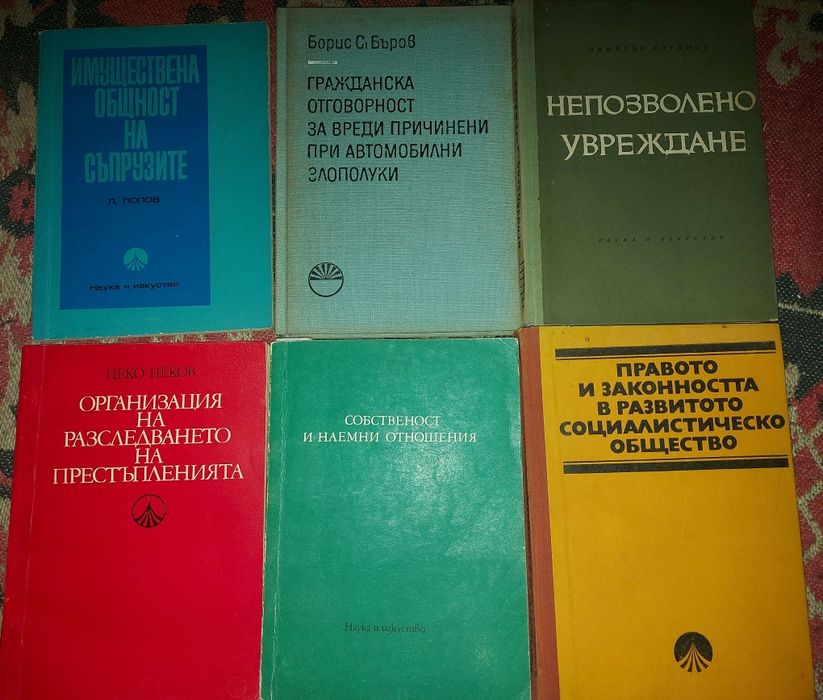 ИМУЩЕСТВЕНА
ОБЩНОСТ
НА
СЪПРУЗИТЕ
Л. ПОПОВ
Наука и изкуство
Борис С. Бъров
ГРАЖДАНСКА
ОТГОВОРНОСТ
ЗА ВРЕДИ ПРИЧИНЕНИ
ПРИ АВТОМОБИЛНИ
ЗЛОПОЛУКИ
ДИМИТЪР АЛТЪНОВ
НЕПОЗВОЛЕНО
УВРЕЖДАНЕ
НАУКА И ИЗКУСТВО
ЦЕКО ЦЕКОВ
ОРГАНИЗАЦИЯ
НА
РАЗСЛЕДВАНЕТО
НА
ПРЕСТЪПЛЕНИЯТА
СОБСТВЕНОСТ
И НАЕМНИ ОТНОШЕНИЯ
Наука и изкуство
ПРАВОТО
И ЗАКОННОСТТА
В РАЗВИТОТО
СОЦИАЛИСТИЧЕСКО
ОБЩЕСТВО